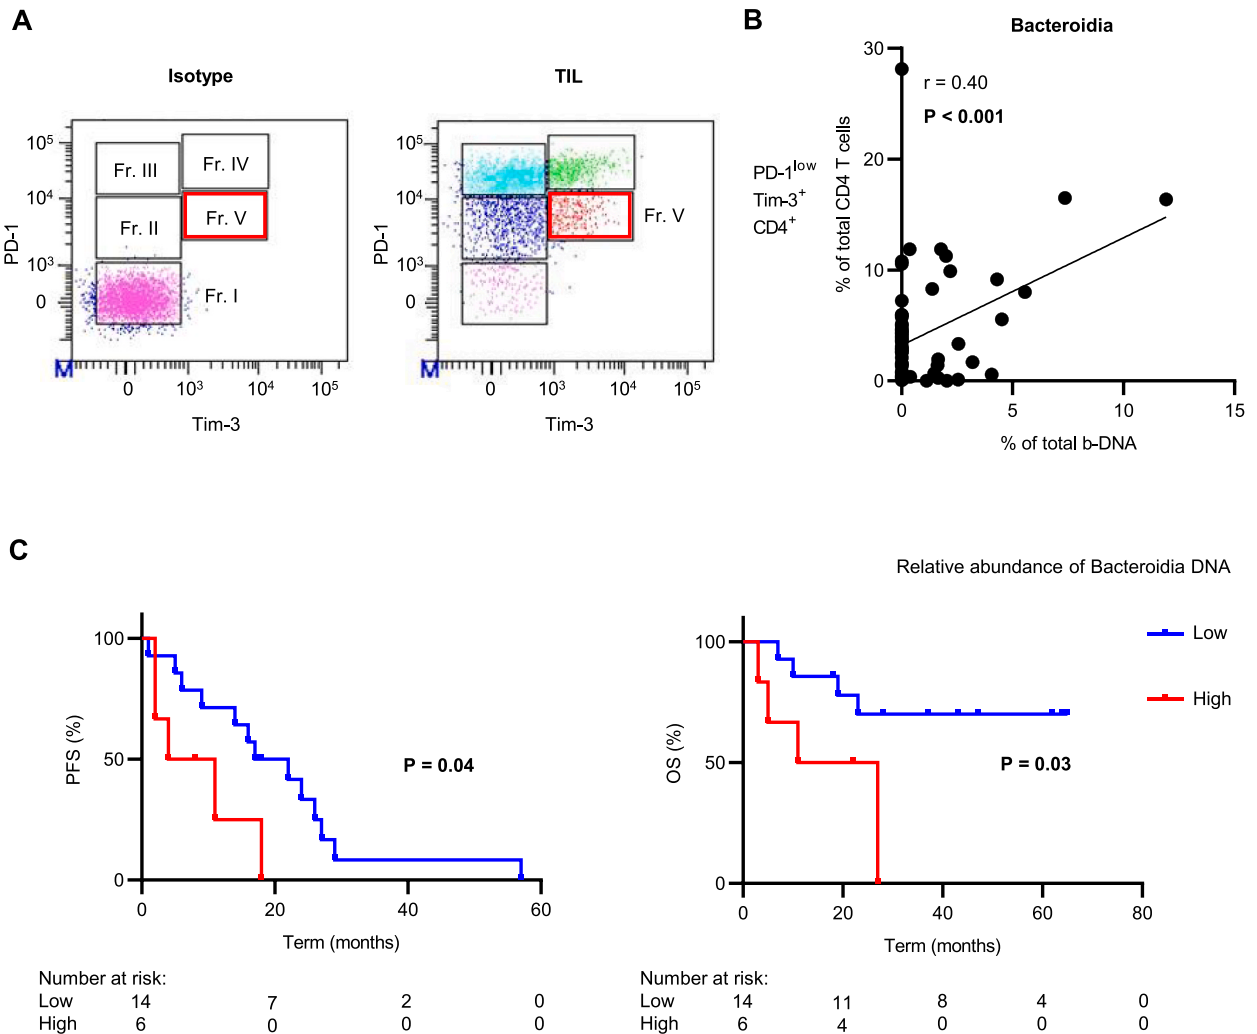 A
Isotype
TIL
PD-1
10⁵
10⁴
10³
0
Fr. III
Fr. IV
Fr. II
Fr. V
Fr. I
M
0 10³ 10⁴ 10⁵
Tim-3
PD-1
10⁵
10⁴
10³
0
Fr. V
M
0 10³ 10⁴ 10⁵
Tim-3
B
Bacteroidia
PD-1low
Tim-3+
CD4+
% of total CD4 T cells
30
20
10
0
r = 0.40
P < 0.001
0 5 10 15
% of total b-DNA
C
Relative abundance of Bacteroidia DNA
Low
High
PFS (%)
100
50
0
P = 0.04
0 20 40 60
Term (months)
Number at risk:
Low 14 7 2 0
High 6 0 0 0
OS (%)
100
50
0
P = 0.03
0 20 40 60 80
Term (months)
Number at risk:
Low 14 11 8 4 0
High 6 4 0 0 0